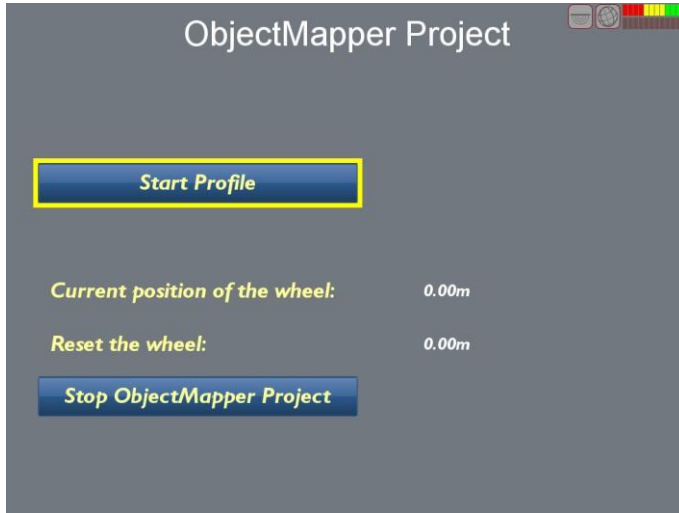 ObjectMapper Project
Start Profile
Current position of the wheel: 0.00m
Reset the wheel: 0.00m
Stop ObjectMapper Project